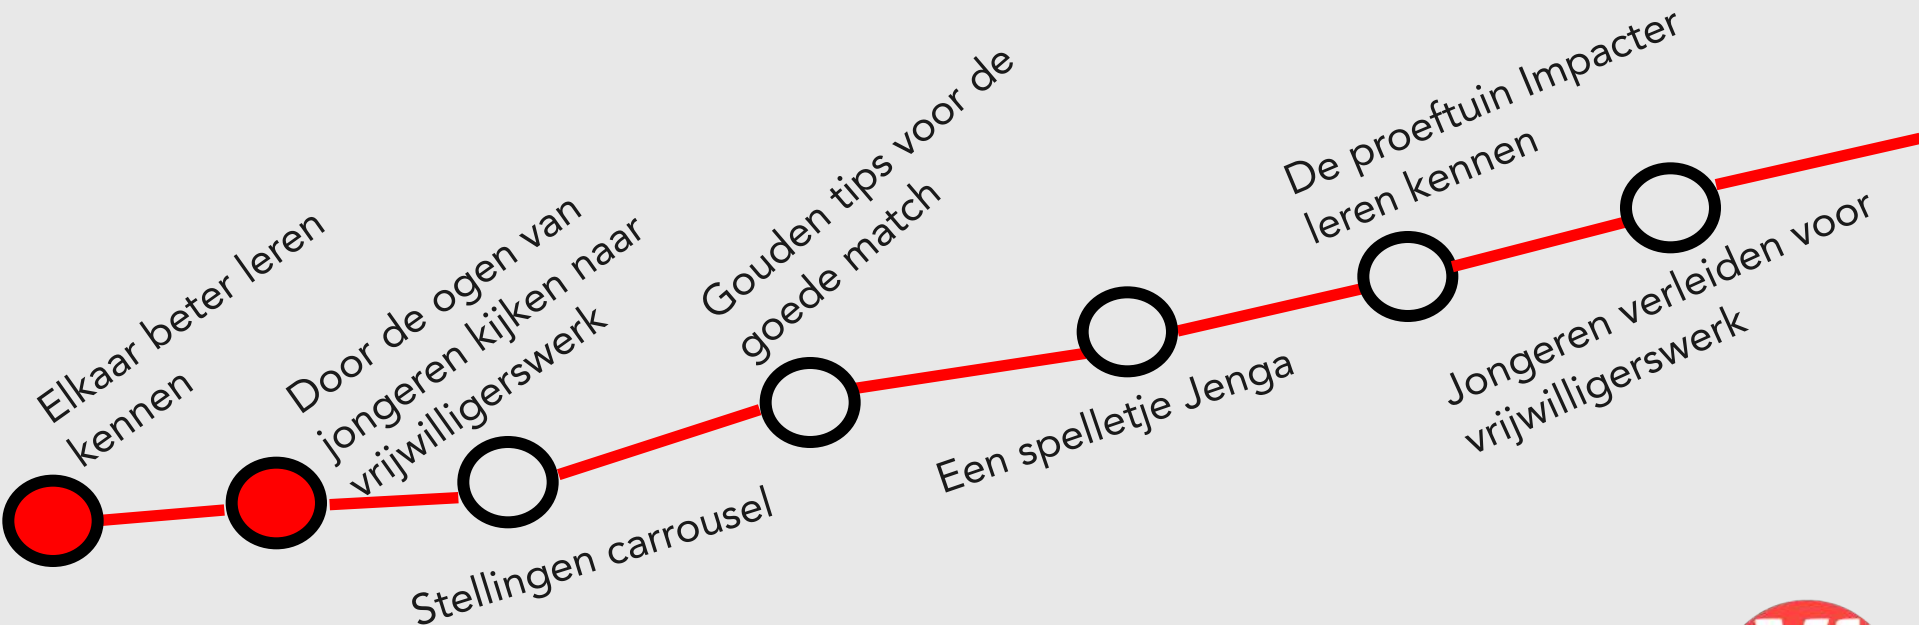 Elkaar beter leren
kennen
Door de ogen van
jongeren kijken naar
vrijwilligerswerk
Stellingen carrousel
Gouden tips voor de
goede match
Een spelletje Jenga
De proeftuin Impacter
leren kennen
Jongeren verleiden voor
vrijwilligerswerk